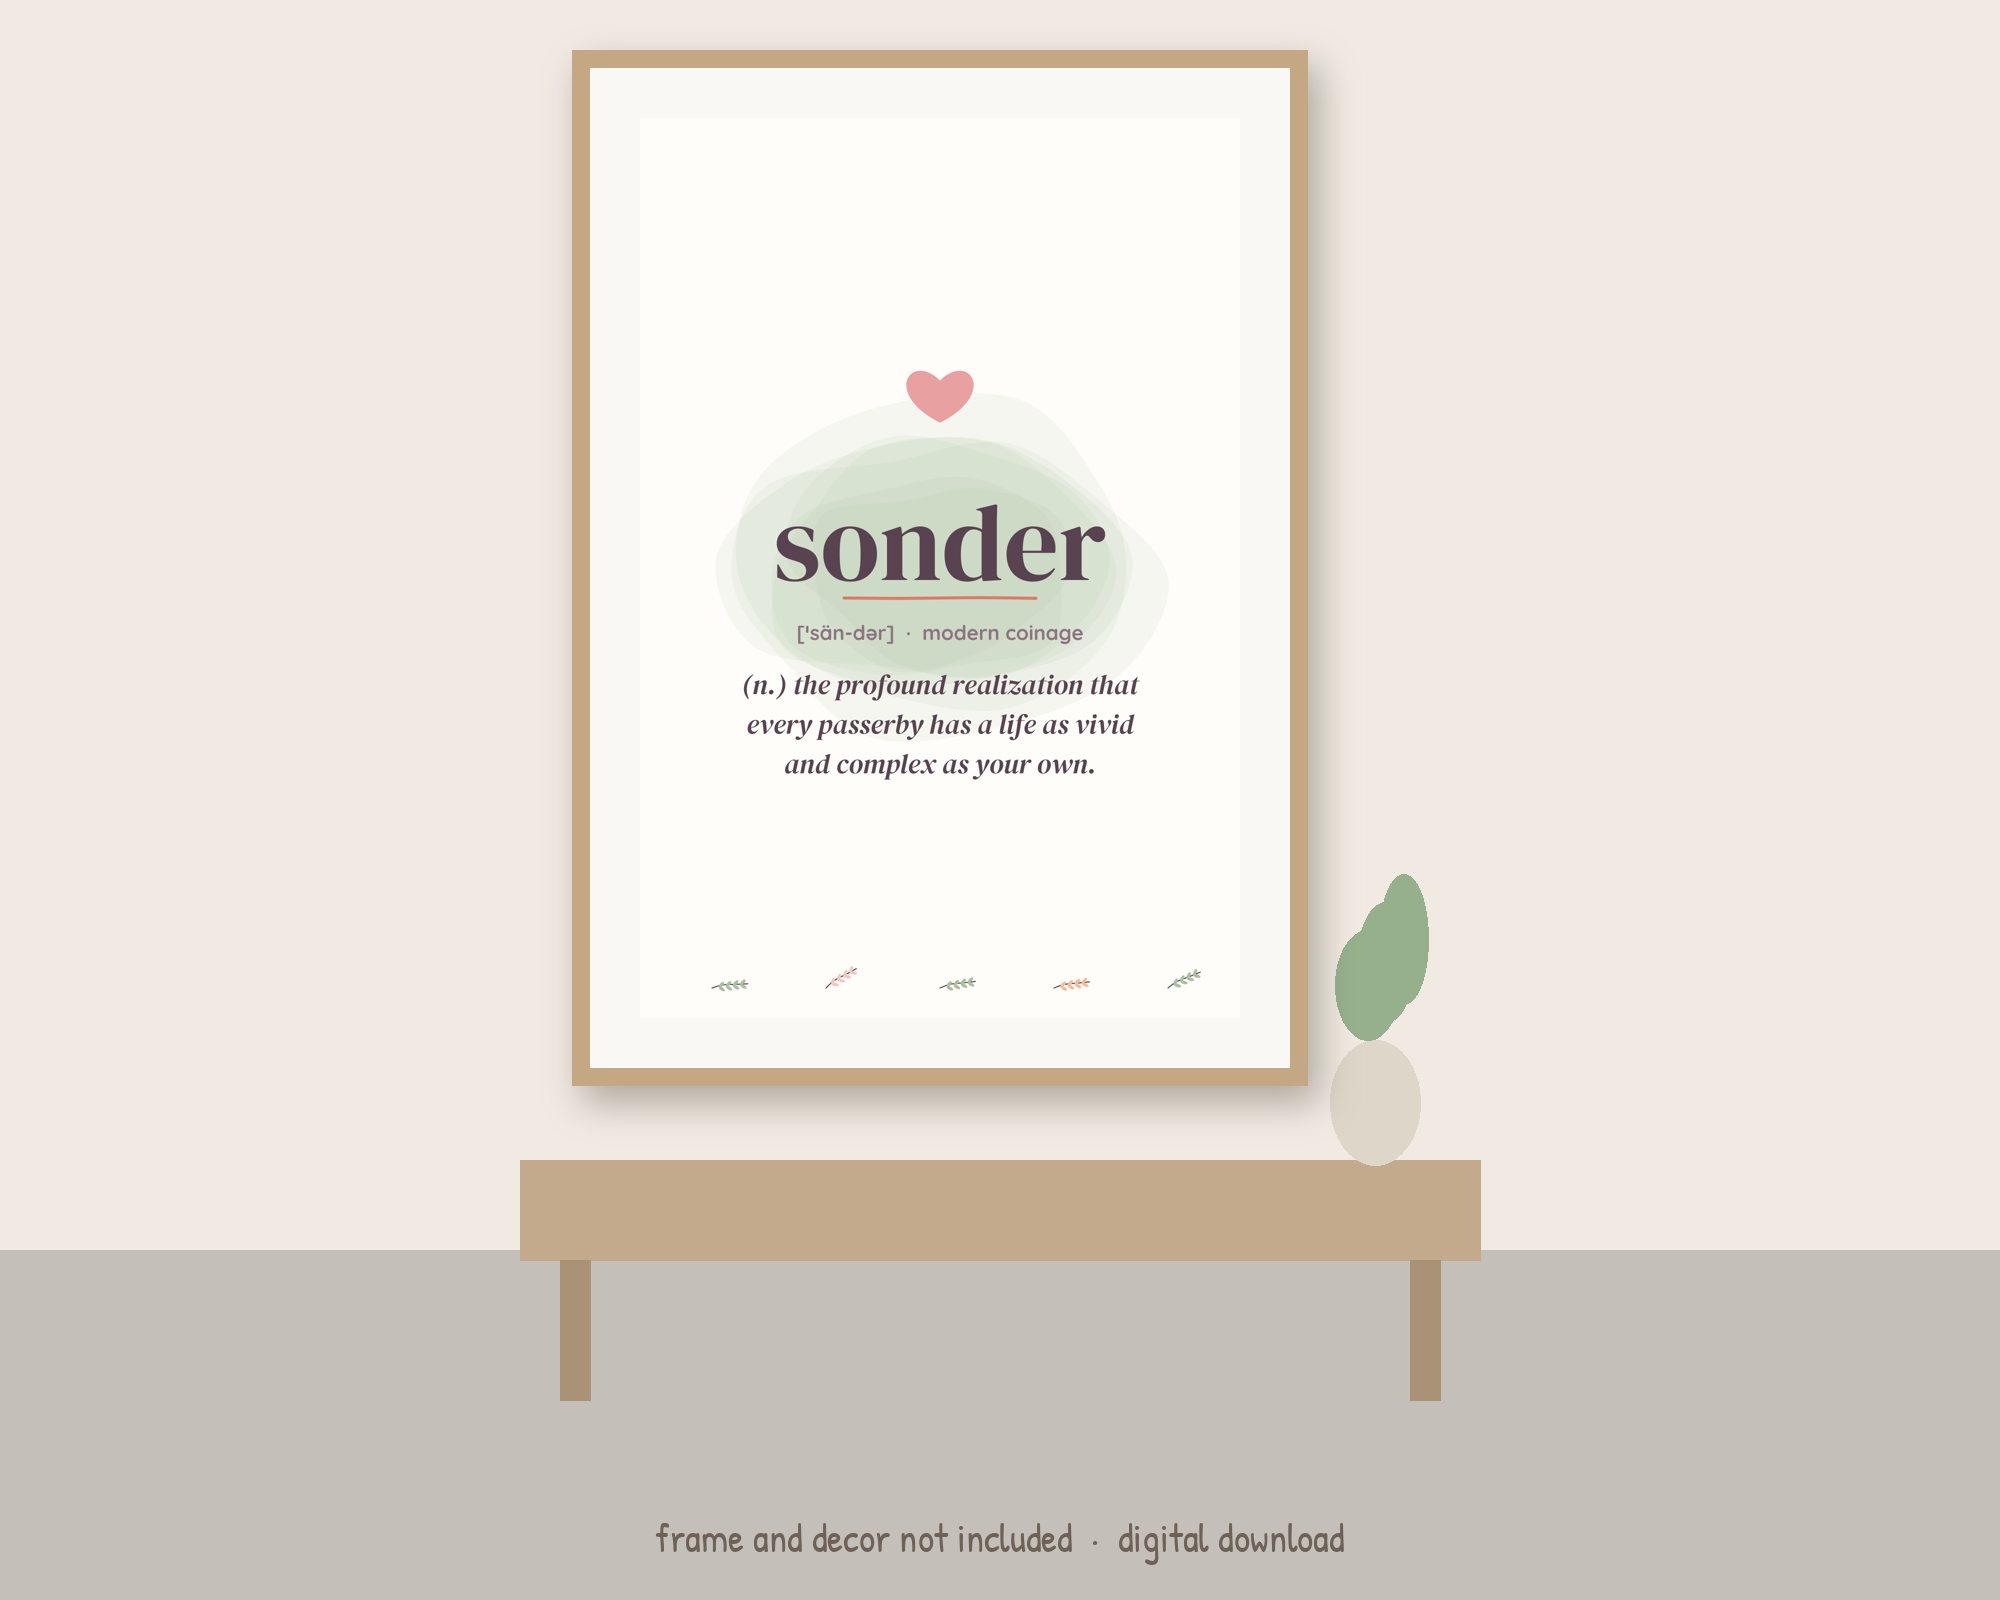 sonder
['sän-dər] · modern coinage
(n.) the profound realization that
every passerby has a life as vivid
and complex as your own.
frame and decor not included · digital download